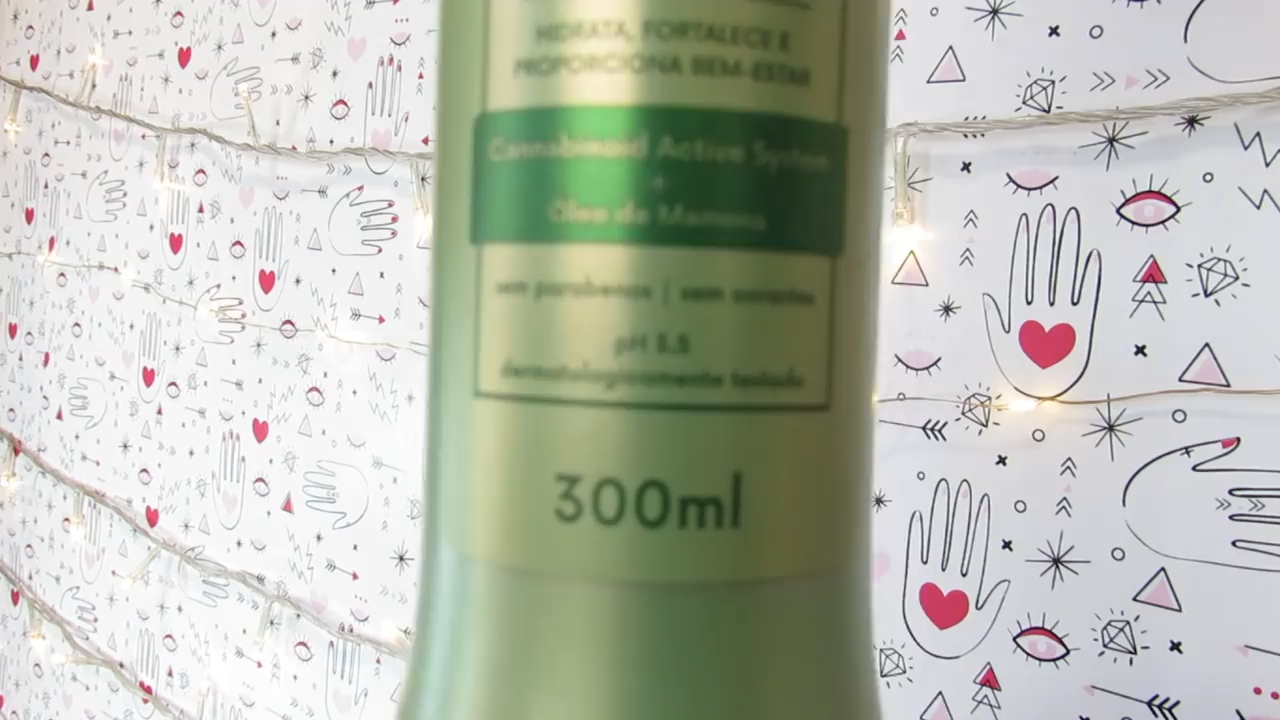 HIDRATA, FORTALECE E
PROPORCIONA BEM-ESTAR
Cannabinoid Active System
+
Óleo de Mamona
sem parabenos | sem corantes
pH 5.5
dermatologicamente testado
300ml